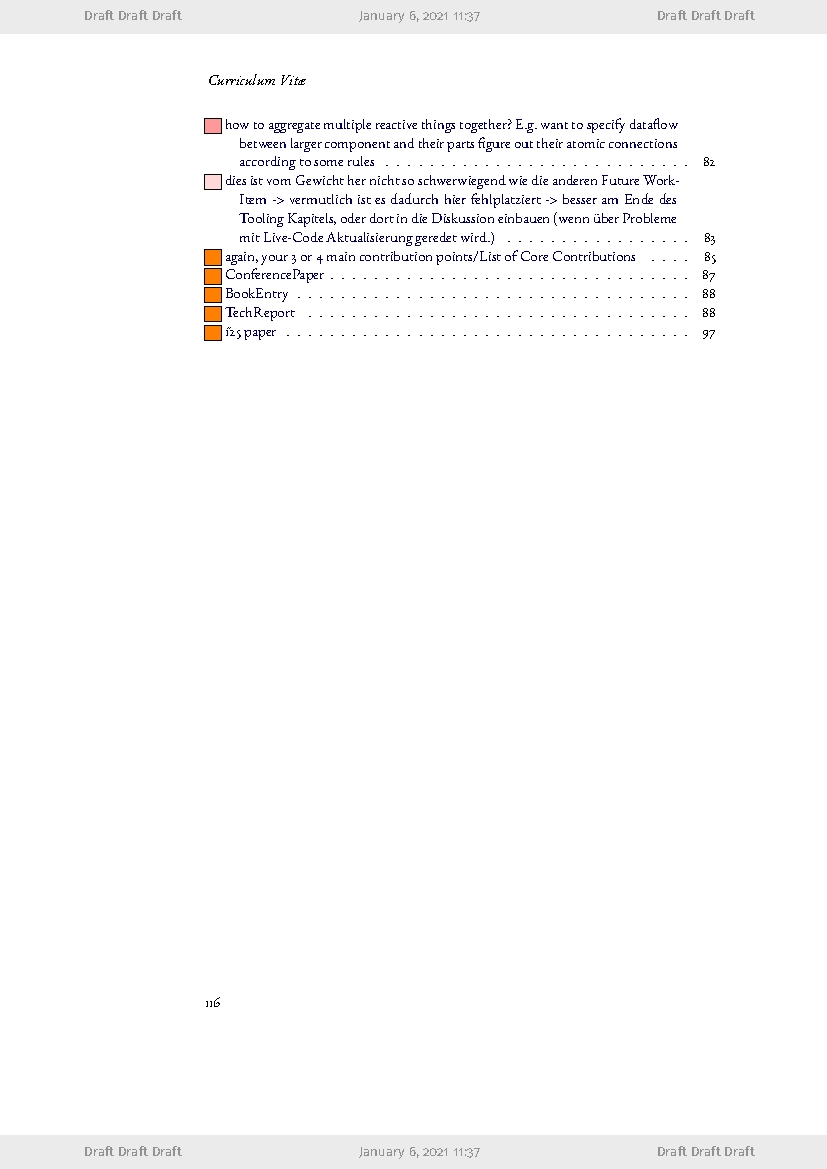 Draft Draft Draft January 6, 2021 11:37 Draft Draft Draft
Curriculum Vitæ
how to aggregate multiple reactive things together? E.g. want to specify dataflow
between larger component and their parts figure out their atomic connections
according to some rules . . . . . . . . . . . . . . . . . . . . . . . . . . . . 82
dies ist vom Gewicht her nicht so schwerwiegend wie die anderen Future Work-
Item -> vermutlich ist es dadurch hier fehlplatziert -> besser am Ende des
Tooling Kapitels, oder dort in die Diskussion einbauen (wenn über Probleme
mit Live-Code Aktualisierung geredet wird.) . . . . . . . . . . . . . . . . . 83
again, your 3 or 4 main contribution points/List of Core Contributions . . . . 85
ConferencePaper . . . . . . . . . . . . . . . . . . . . . . . . . . . . . . . . . 87
BookEntry . . . . . . . . . . . . . . . . . . . . . . . . . . . . . . . . . . . . 88
TechReport . . . . . . . . . . . . . . . . . . . . . . . . . . . . . . . . . . . 88
i25 paper . . . . . . . . . . . . . . . . . . . . . . . . . . . . . . . . . . . . . 97
116
Draft Draft Draft January 6, 2021 11:37 Draft Draft Draft